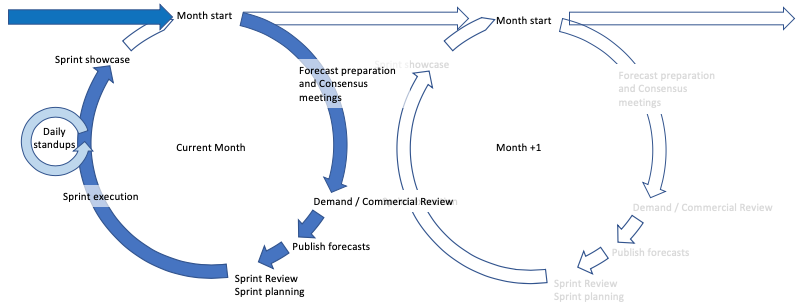 Month start
Sprint showcase
Forecast preparation
and Consensus
meetings
Daily
standups
Current Month
Sprint execution
Demand / Commercial Review
Publish forecasts
Sprint Review
Sprint planning
Month start
showcase
Forecast preparation
and Consensus
meetings
Month +1
Demand / Commercial Review
Publish forecasts
Sprint Review
Sprint planning